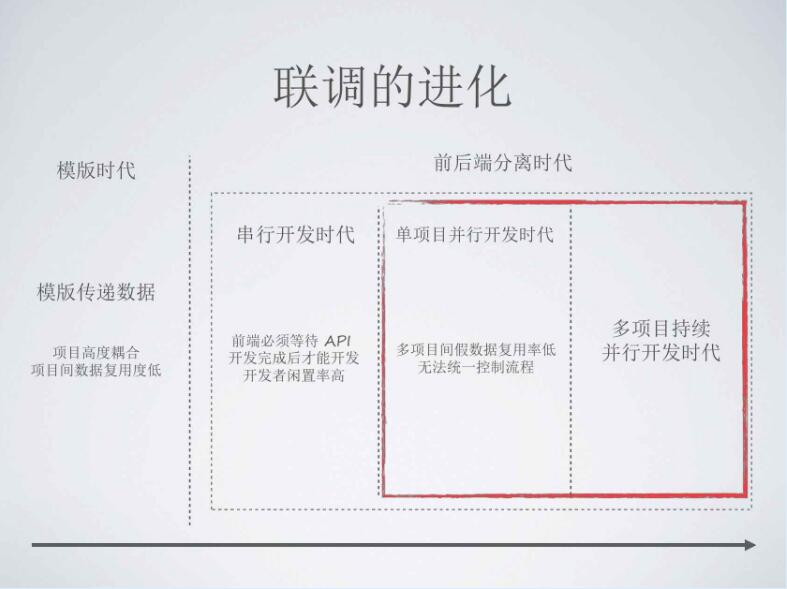 联调的进化
模版时代
前后端分离时代
串行开发时代
单项目并行开发时代
模版传递数据
项目高度耦合
项目间数据复用度低
前端必须等待 API
开发完成后才能开发
开发者闲置率高
多项目间假数据复用率低
无法统一控制流程
多项目持续
并行开发时代